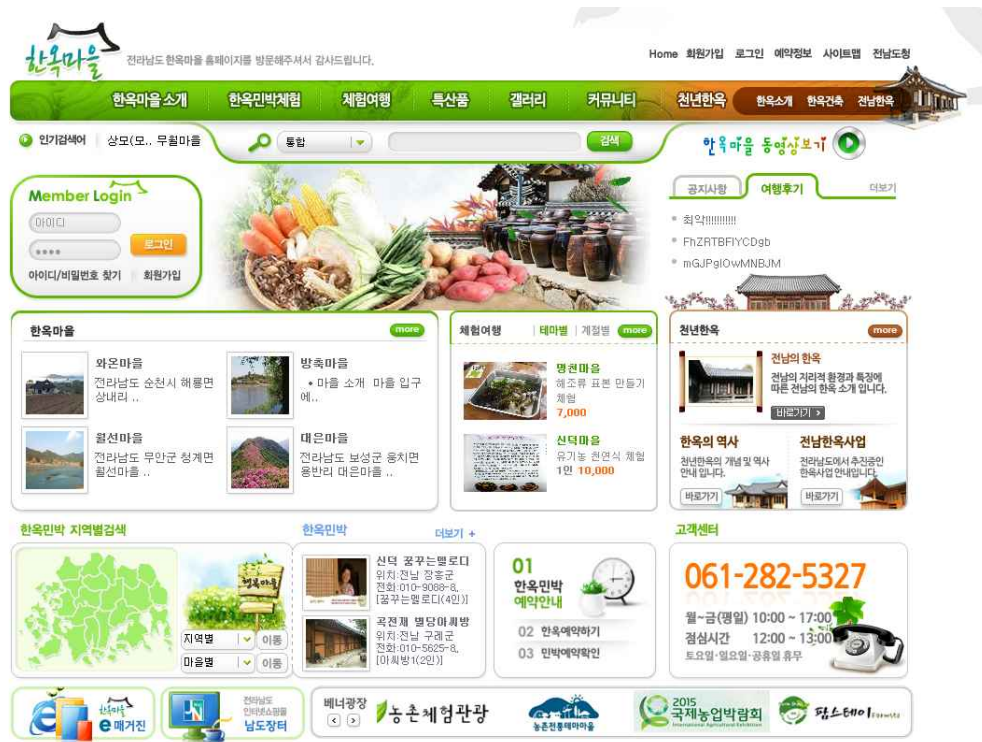 한옥마을
전라남도 한옥마을 홈페이지를 방문해주셔서 감사드립니다.
Home 회원가입 로그인 예약정보 사이트맵 전남도청
한옥마을 소개 한옥민박체험 체험여행 특산품 갤러리 커뮤니티 천년한옥 한옥소개 한옥건축 전남한옥
인기검색어 상모(모.. 무월마을
통합 검색
한옥마을 동영상보기
Member Login
아이디
로그인
아이디/비밀번호 찾기 회원가입
공지사항 여행후기 더보기
최악!!!!!!!!!!!
FhZRTBFIYCDgb
mGJPglOwMNBJM
한옥마을 more
와온마을
전라남도 순천시 해룡면
상내리 ..
방축마을
• 마을 소개 마을 입구
에..
월선마을
전라남도 무안군 청계면
월선마을 ..
대은마을
전라남도 보성군 웅치면
용반리 대은마을 ..
체험여행 테마별 계절별 more
명천마을
해조류 표본 만들기
체험
7,000
신덕마을
유기농 천연식 체험
1인 10,000
천년한옥 more
전남의 한옥
전남의 지리적 환경과 특징에
따른 전남의 한옥 소개 입니다.
바로가기 >
한옥의 역사
천년한옥의 개념 및 역사
안내 입니다.
바로가기
전남한옥사업
전라남도에서 추진중인
한옥사업 안내입니다.
바로가기
한옥민박 지역별검색
행복마을
지역별 이동
마을별 이동
한옥민박 더보기 +
신덕 꿈꾸는멜로디
위치:전남 장흥군
전화:010-9088-8..
[꿈꾸는멜로디(4인)]
곡전재 별당아씨방
위치:전남 구례군
전화:010-5625-8..
[아씨방1(2인)]
01
한옥민박
예약안내
02 한옥예약하기
03 민박예약확인
고객센터
061-282-5327
월~금(평일) 10:00 ~ 17:00
점심시간 12:00 ~ 13:00
토요일·일요일·공휴일 휴무
한옥마을
e 매거진
전라남도
인터넷쇼핑몰
남도장터
배너광장
농촌체험관광
농촌전통테마마을
2015
국제농업박람회
International Agricultural Exhibition
팜스테이 Farmstay